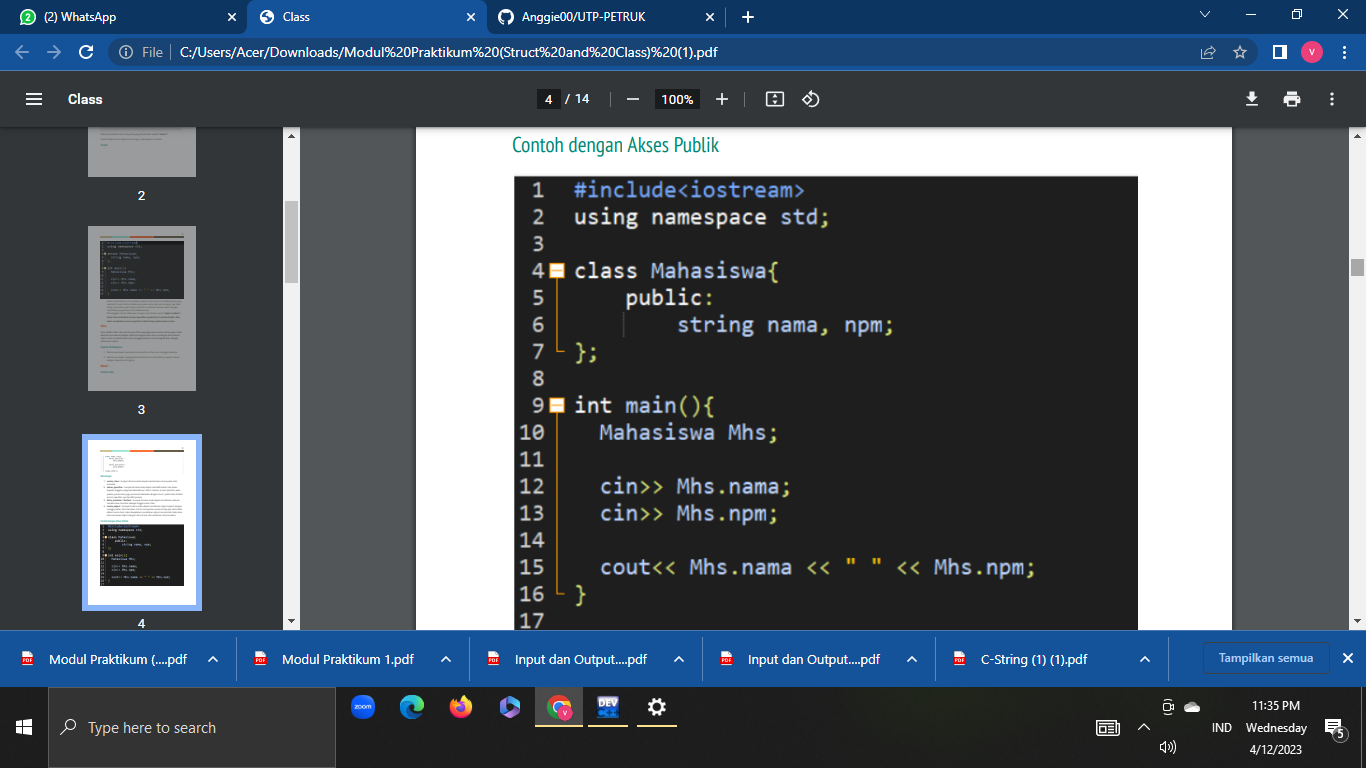 (2) WhatsApp
Class
Anggie00/UTP-PETRUK
File
C:/Users/Acer/Downloads/Modul%20Praktikum%20(Struct%20and%20Class)%20(1).pdf
V
Class
4 / 14
100%
2
3
4
Contoh dengan Akses Publik
1 #include<iostream>
2 using namespace std;
3
4 class Mahasiswa{
5 public:
6 string nama, npm;
7 };
8
9 int main(){
10 Mahasiswa Mhs;
11
12 cin>> Mhs.nama;
13 cin>> Mhs.npm;
14
15 cout<< Mhs.nama << " " << Mhs.npm;
16 }
17
Modul Praktikum (....pdf
Modul Praktikum 1.pdf
Input dan Output....pdf
Input dan Output....pdf
C-String (1) (1).pdf
Tampilkan semua
Type here to search
zoom
V
DEV
C++
IND
11:35 PM
Wednesday
4/12/2023
5